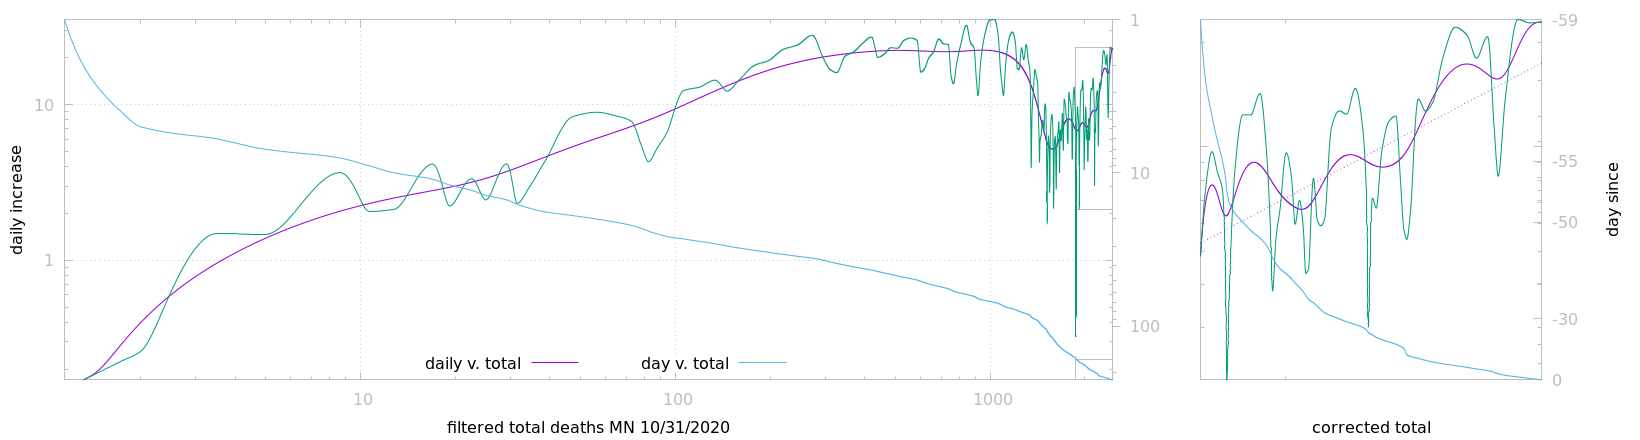 daily increase
10
1
daily v. total
day v. total
10
100
1000
filtered total deaths MN 10/31/2020
1
10
100
-59
-55
-50
-30
0
day since
corrected total